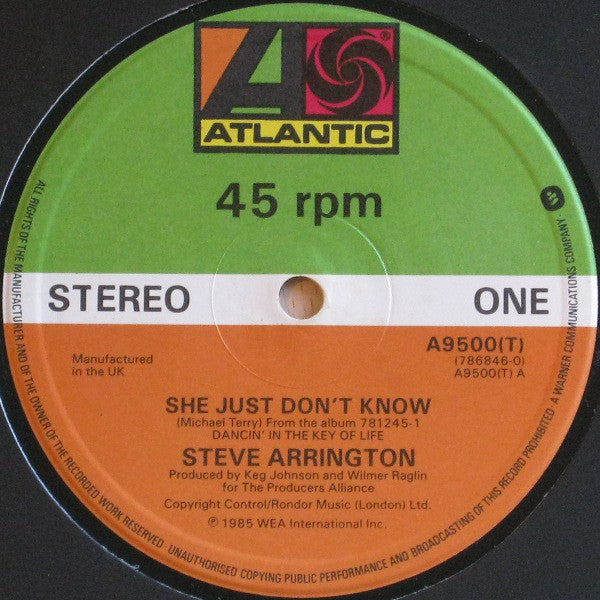 ATLANTIC
45 rpm
STEREO
ONE
A9500(T)
(786846-0)
A9500(T) A
Manufactured
in the UK
SHE JUST DON'T KNOW
(Michael Terry) From the album 781245-1
DANCIN' IN THE KEY OF LIFE
STEVE ARRINGTON
Produced by Keg Johnson and Wilmer Raglin
for The Producers Alliance
Copyright Control/Rondor Music (London) Ltd.
℗ 1985 WEA International Inc.
ALL RIGHTS OF THE MANUFACTURER AND OF THE OWNER OF THE RECORDED WORK RESERVED · UNAUTHORISED COPYING PUBLIC PERFORMANCE AND BROADCASTING OF THIS RECORD PROHIBITED A WARNER COMMUNICATIONS COMPANY